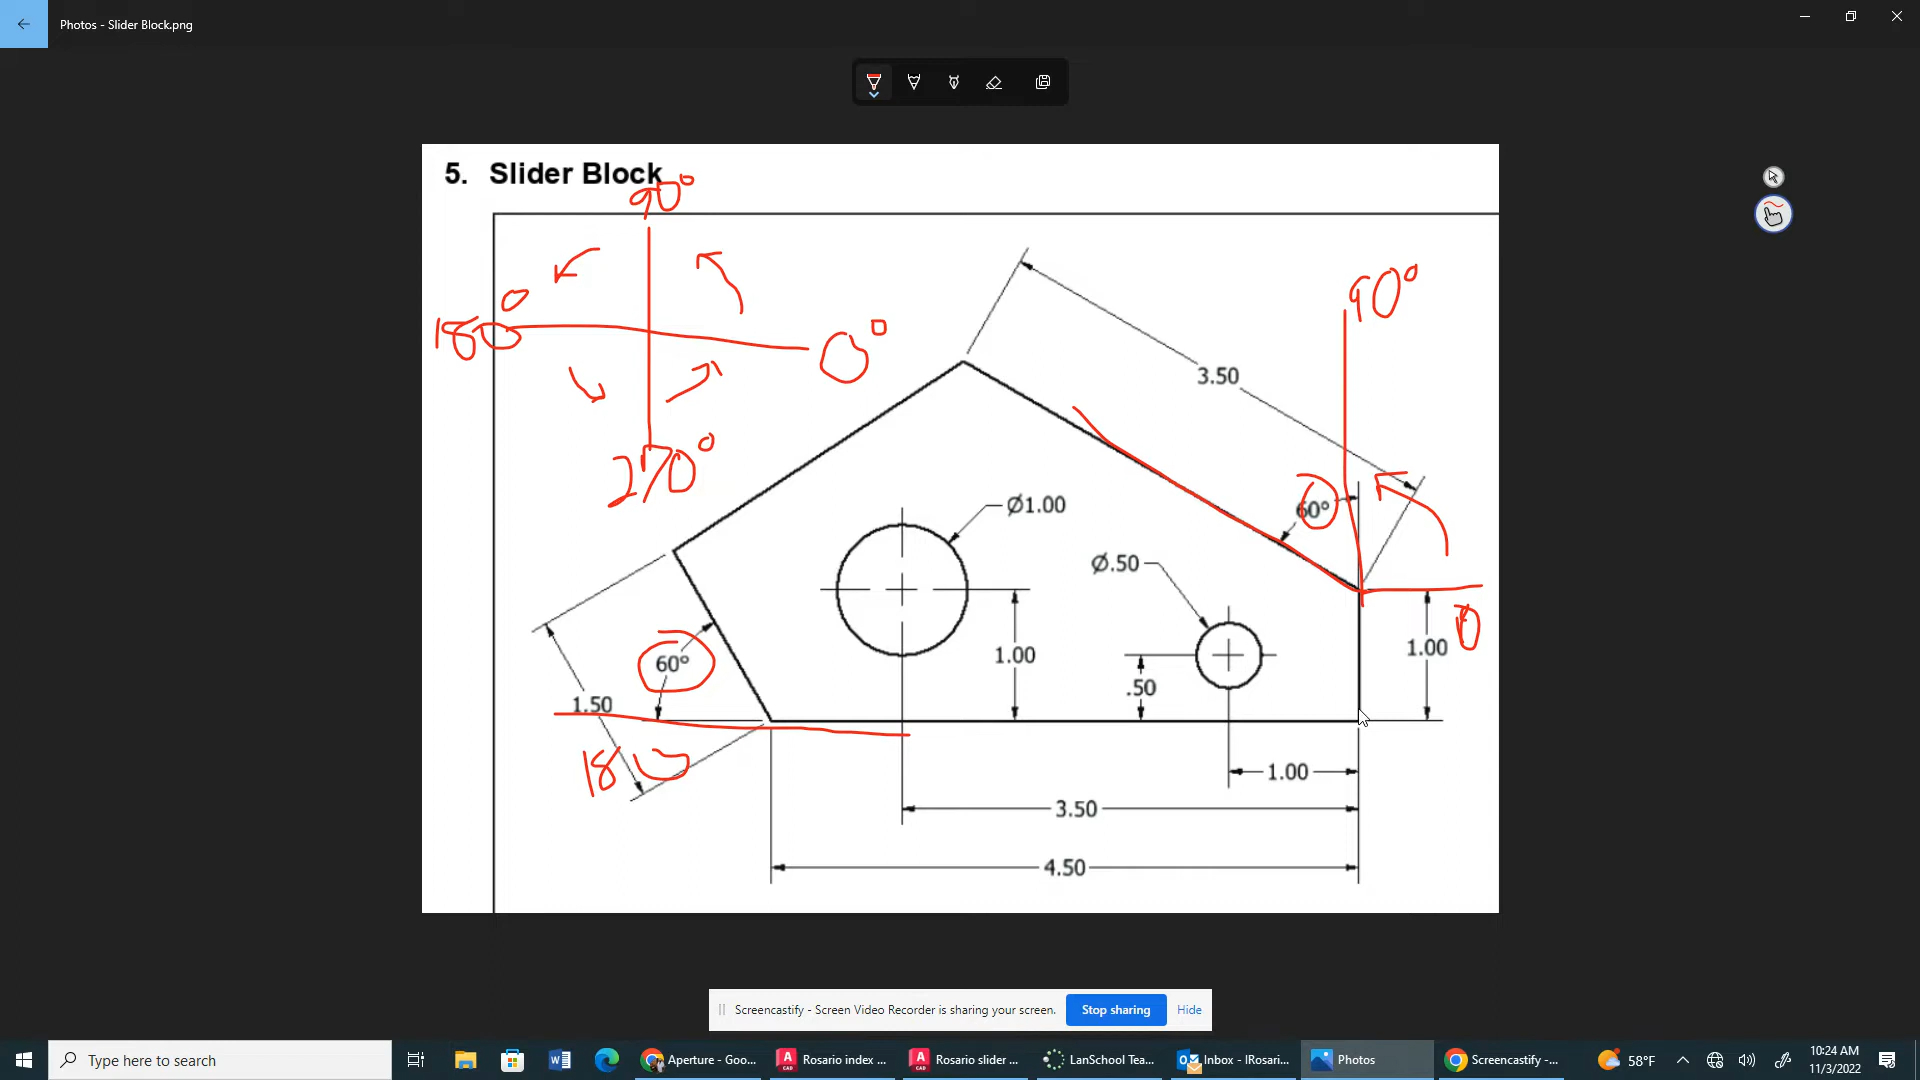 Photos - Slider Block.png
5. Slider Block
90°
90°
180°
0°
3.50
270°
Ø1.00
60°
Ø.50
0
60°
1.00
1.00
.50
1.50
180
1.00
3.50
4.50
Screencastify - Screen Video Recorder is sharing your screen.
Stop sharing
Hide
Type here to search
Aperture - Goo...
Rosario index ...
Rosario slider ...
LanSchool Tea...
Inbox - lRosari...
Photos
Screencastify -...
58°F
10:24 AM
11/3/2022